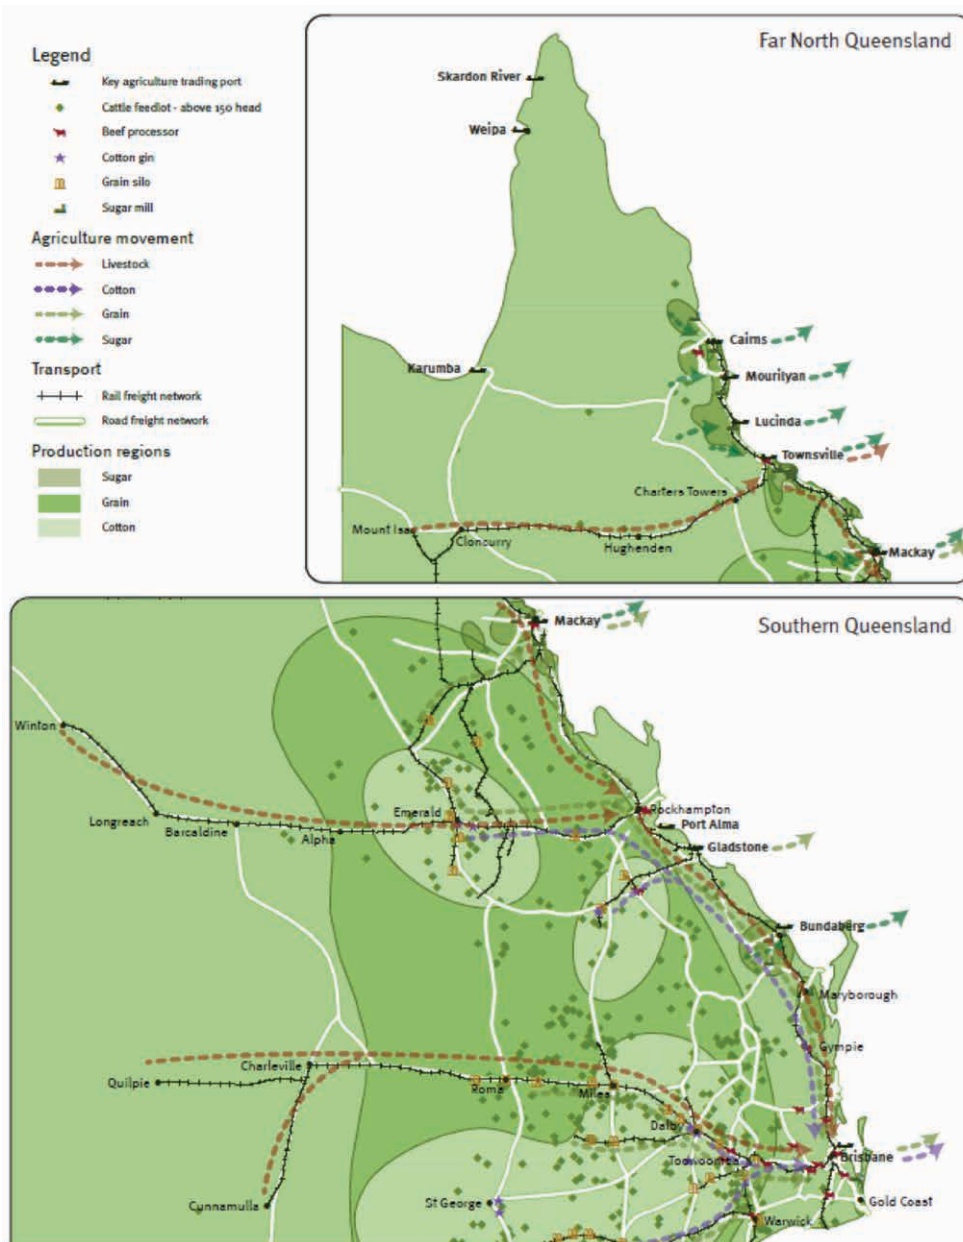 Legend
Key agriculture trading port
Cattle feedlot - above 150 head
Beef processor
Cotton gin
Grain silo
Sugar mill
Agriculture movement
Livestock
Cotton
Grain
Sugar
Transport
Rail freight network
Road freight network
Production regions
Sugar
Grain
Cotton
Far North Queensland
Skardon River
Weipa
Karumba
Cairns
Mourilyan
Lucinda
Townsville
Charters Towers
Mount Isa
Cloncurry
Hughenden
Mackay
Southern Queensland
Mackay
Winton
Longreach
Barcaldine
Alpha
Emerald
Rockhampton
Port Alma
Gladstone
Bundaberg
Maryborough
Gympie
Charleville
Quilpie
Roma
Miles
Dalby
Toowoomba
Brisbane
Cunnamulla
St George
Gold Coast
Warwick